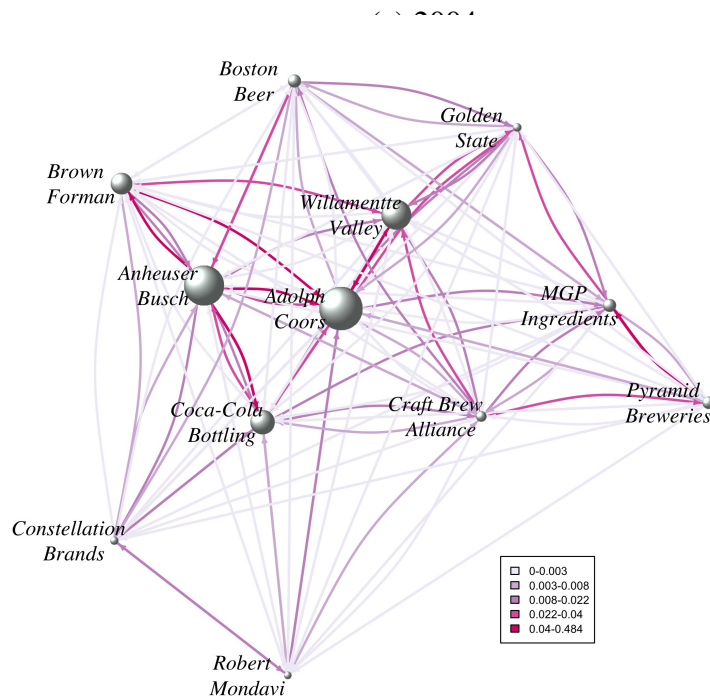 Boston
Beer
Golden
State
Brown
Forman
Willamentte
Valley
Anheuser
Busch
Adolph
Coors
MGP
Ingredients
Coca-Cola
Bottling
Craft Brew
Alliance
Pyramid
Breweries
Constellation
Brands
0-0.003
0.003-0.008
0.008-0.022
0.022-0.04
0.04-0.484
Robert
Mondavi